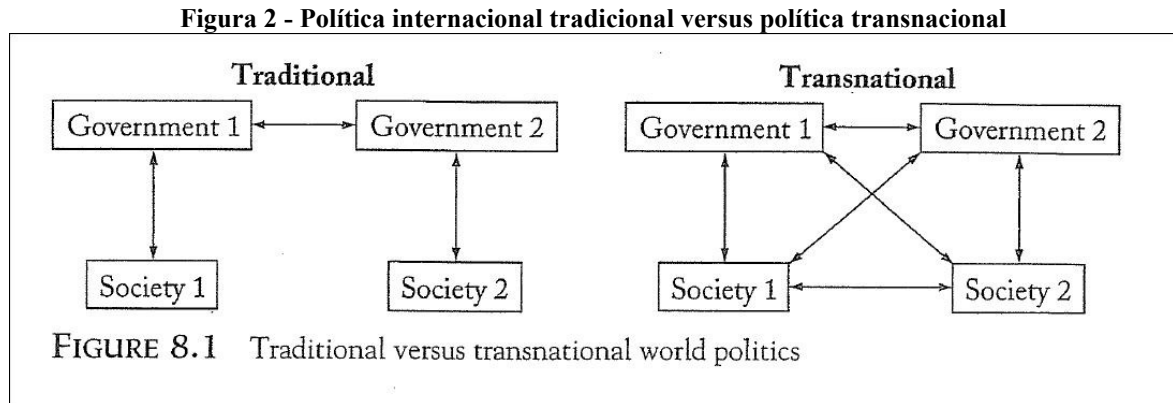 Figura 2 - Política internacional tradicional versus política transnacional
Traditional
Government 1
Government 2
Society 1
Society 2
Transnational
Government 1
Government 2
Society 1
Society 2
FIGURE 8.1 Traditional versus transnational world politics